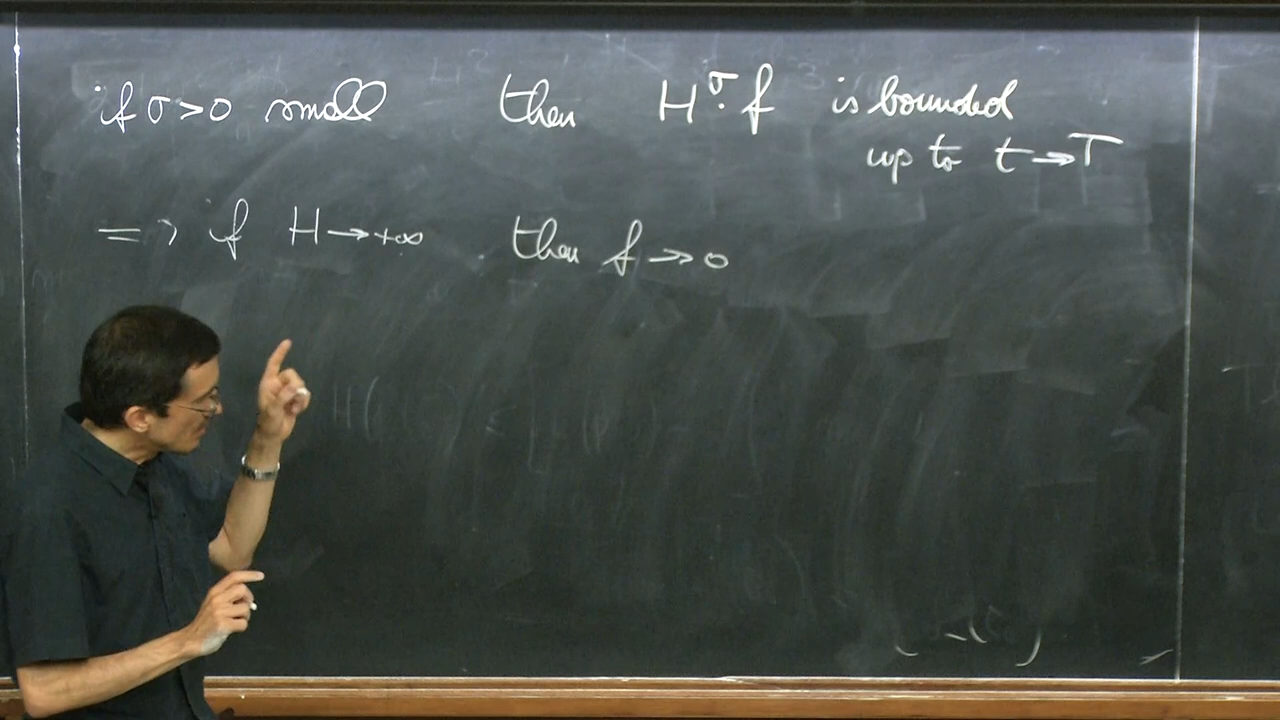 if σ>0 small then H^σ·f is bounded
up to t→T
=> if H→+∞ then f→0